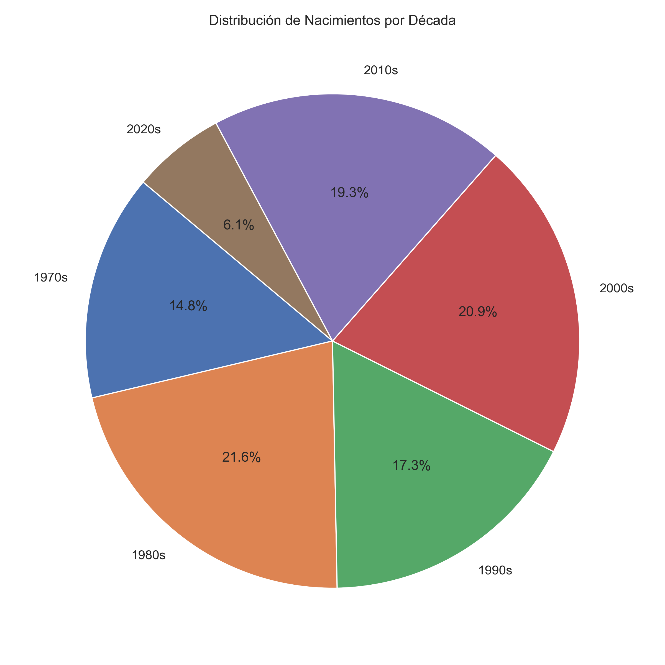 Distribución de Nacimientos por Década
2010s
2020s
19.3%
6.1%
1970s
14.8%
2000s
20.9%
21.6%
17.3%
1980s
1990s